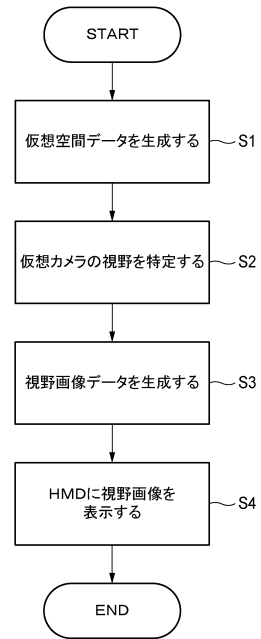 START
仮想空間データを生成する
S1
仮想カメラの視野を特定する
S2
視野画像データを生成する
S3
HMDに視野画像を
表示する
S4
END